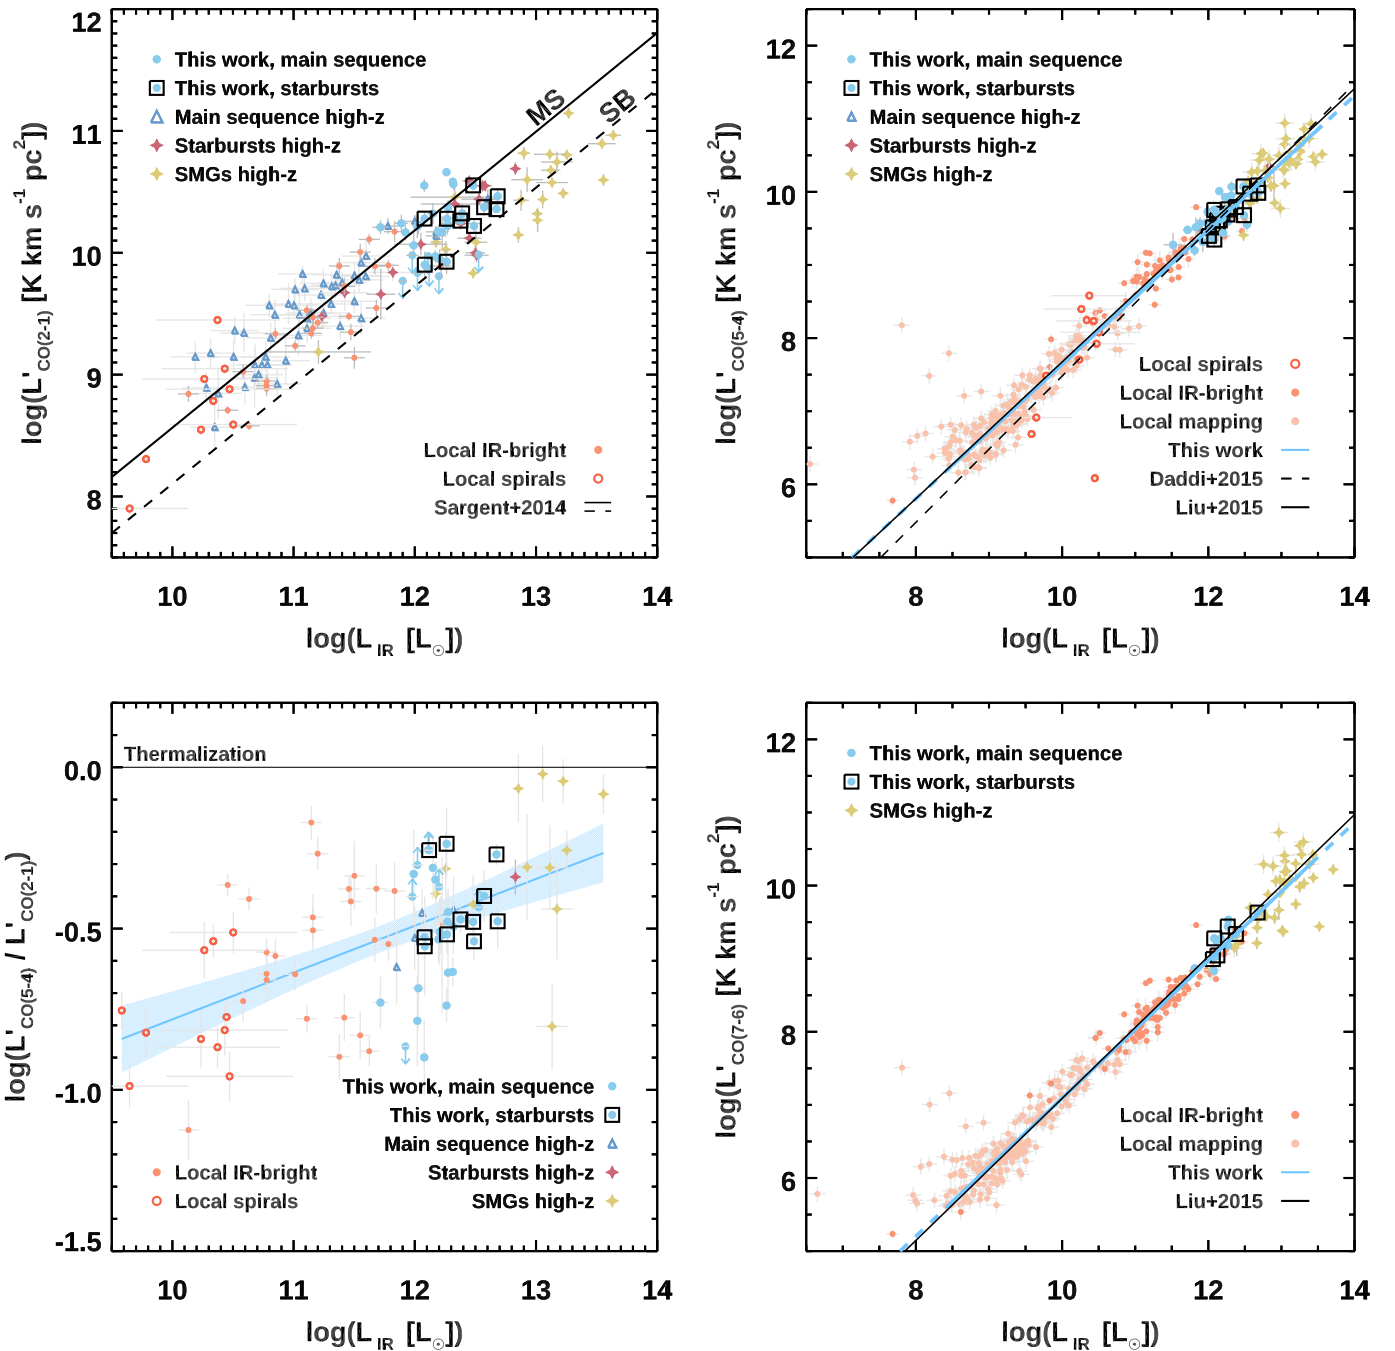 12
11
10
9
8
log(L'CO(2-1) [K km s-1 pc2])
This work, main sequence
This work, starbursts
Main sequence high-z
Starbursts high-z
SMGs high-z
MS
SB
Local IR-bright
Local spirals
Sargent+2014
10 11 12 13 14
log(L IR [L☉])
12
10
8
6
log(L'CO(5-4) [K km s-1 pc2])
This work, main sequence
This work, starbursts
Main sequence high-z
Starbursts high-z
SMGs high-z
Local spirals
Local IR-bright
Local mapping
This work
Daddi+2015
Liu+2015
8 10 12 14
log(L IR [L☉])
0.0
-0.5
-1.0
-1.5
log(L'CO(5-4) / L'CO(2-1))
Thermalization
This work, main sequence
This work, starbursts
Main sequence high-z
Starbursts high-z
SMGs high-z
Local IR-bright
Local spirals
10 11 12 13 14
log(L IR [L☉])
12
10
8
6
log(L'CO(7-6) [K km s-1 pc2])
This work, main sequence
This work, starbursts
SMGs high-z
Local IR-bright
Local mapping
This work
Liu+2015
8 10 12 14
log(L IR [L☉])